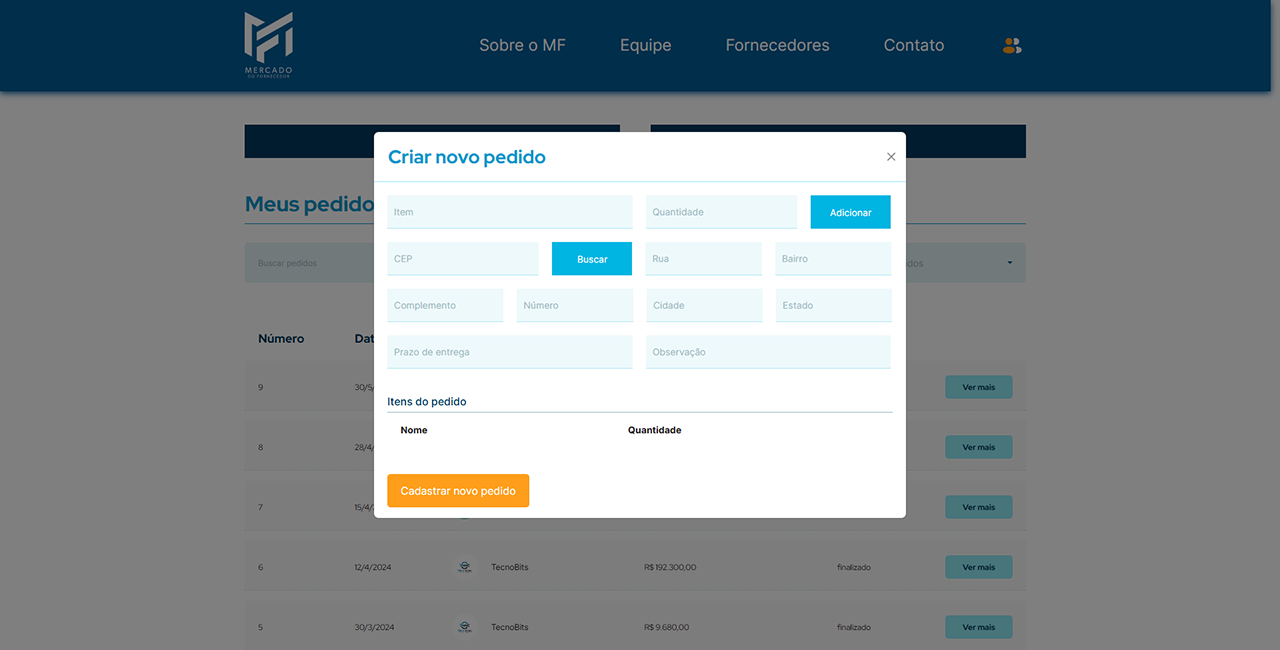 MERCADO
DO FORNECEDOR
Sobre o MF Equipe Fornecedores Contato
Criar novo pedido
Meus pedido
Item Quantidade Adicionar
CEP Buscar Rua Bairro
Buscar pedidos dos
Complemento Número Cidade Estado
Número Dat
Prazo de entrega Observação
9 30/5/ Ver mais
Itens do pedido
Nome Quantidade
8 28/4/ Ver mais
Cadastrar novo pedido
7 15/4/ Ver mais
6 12/4/2024 TecnoBits R$ 192.300,00 finalizado Ver mais
5 30/3/2024 TecnoBits R$ 9.680,00 finalizado Ver mais